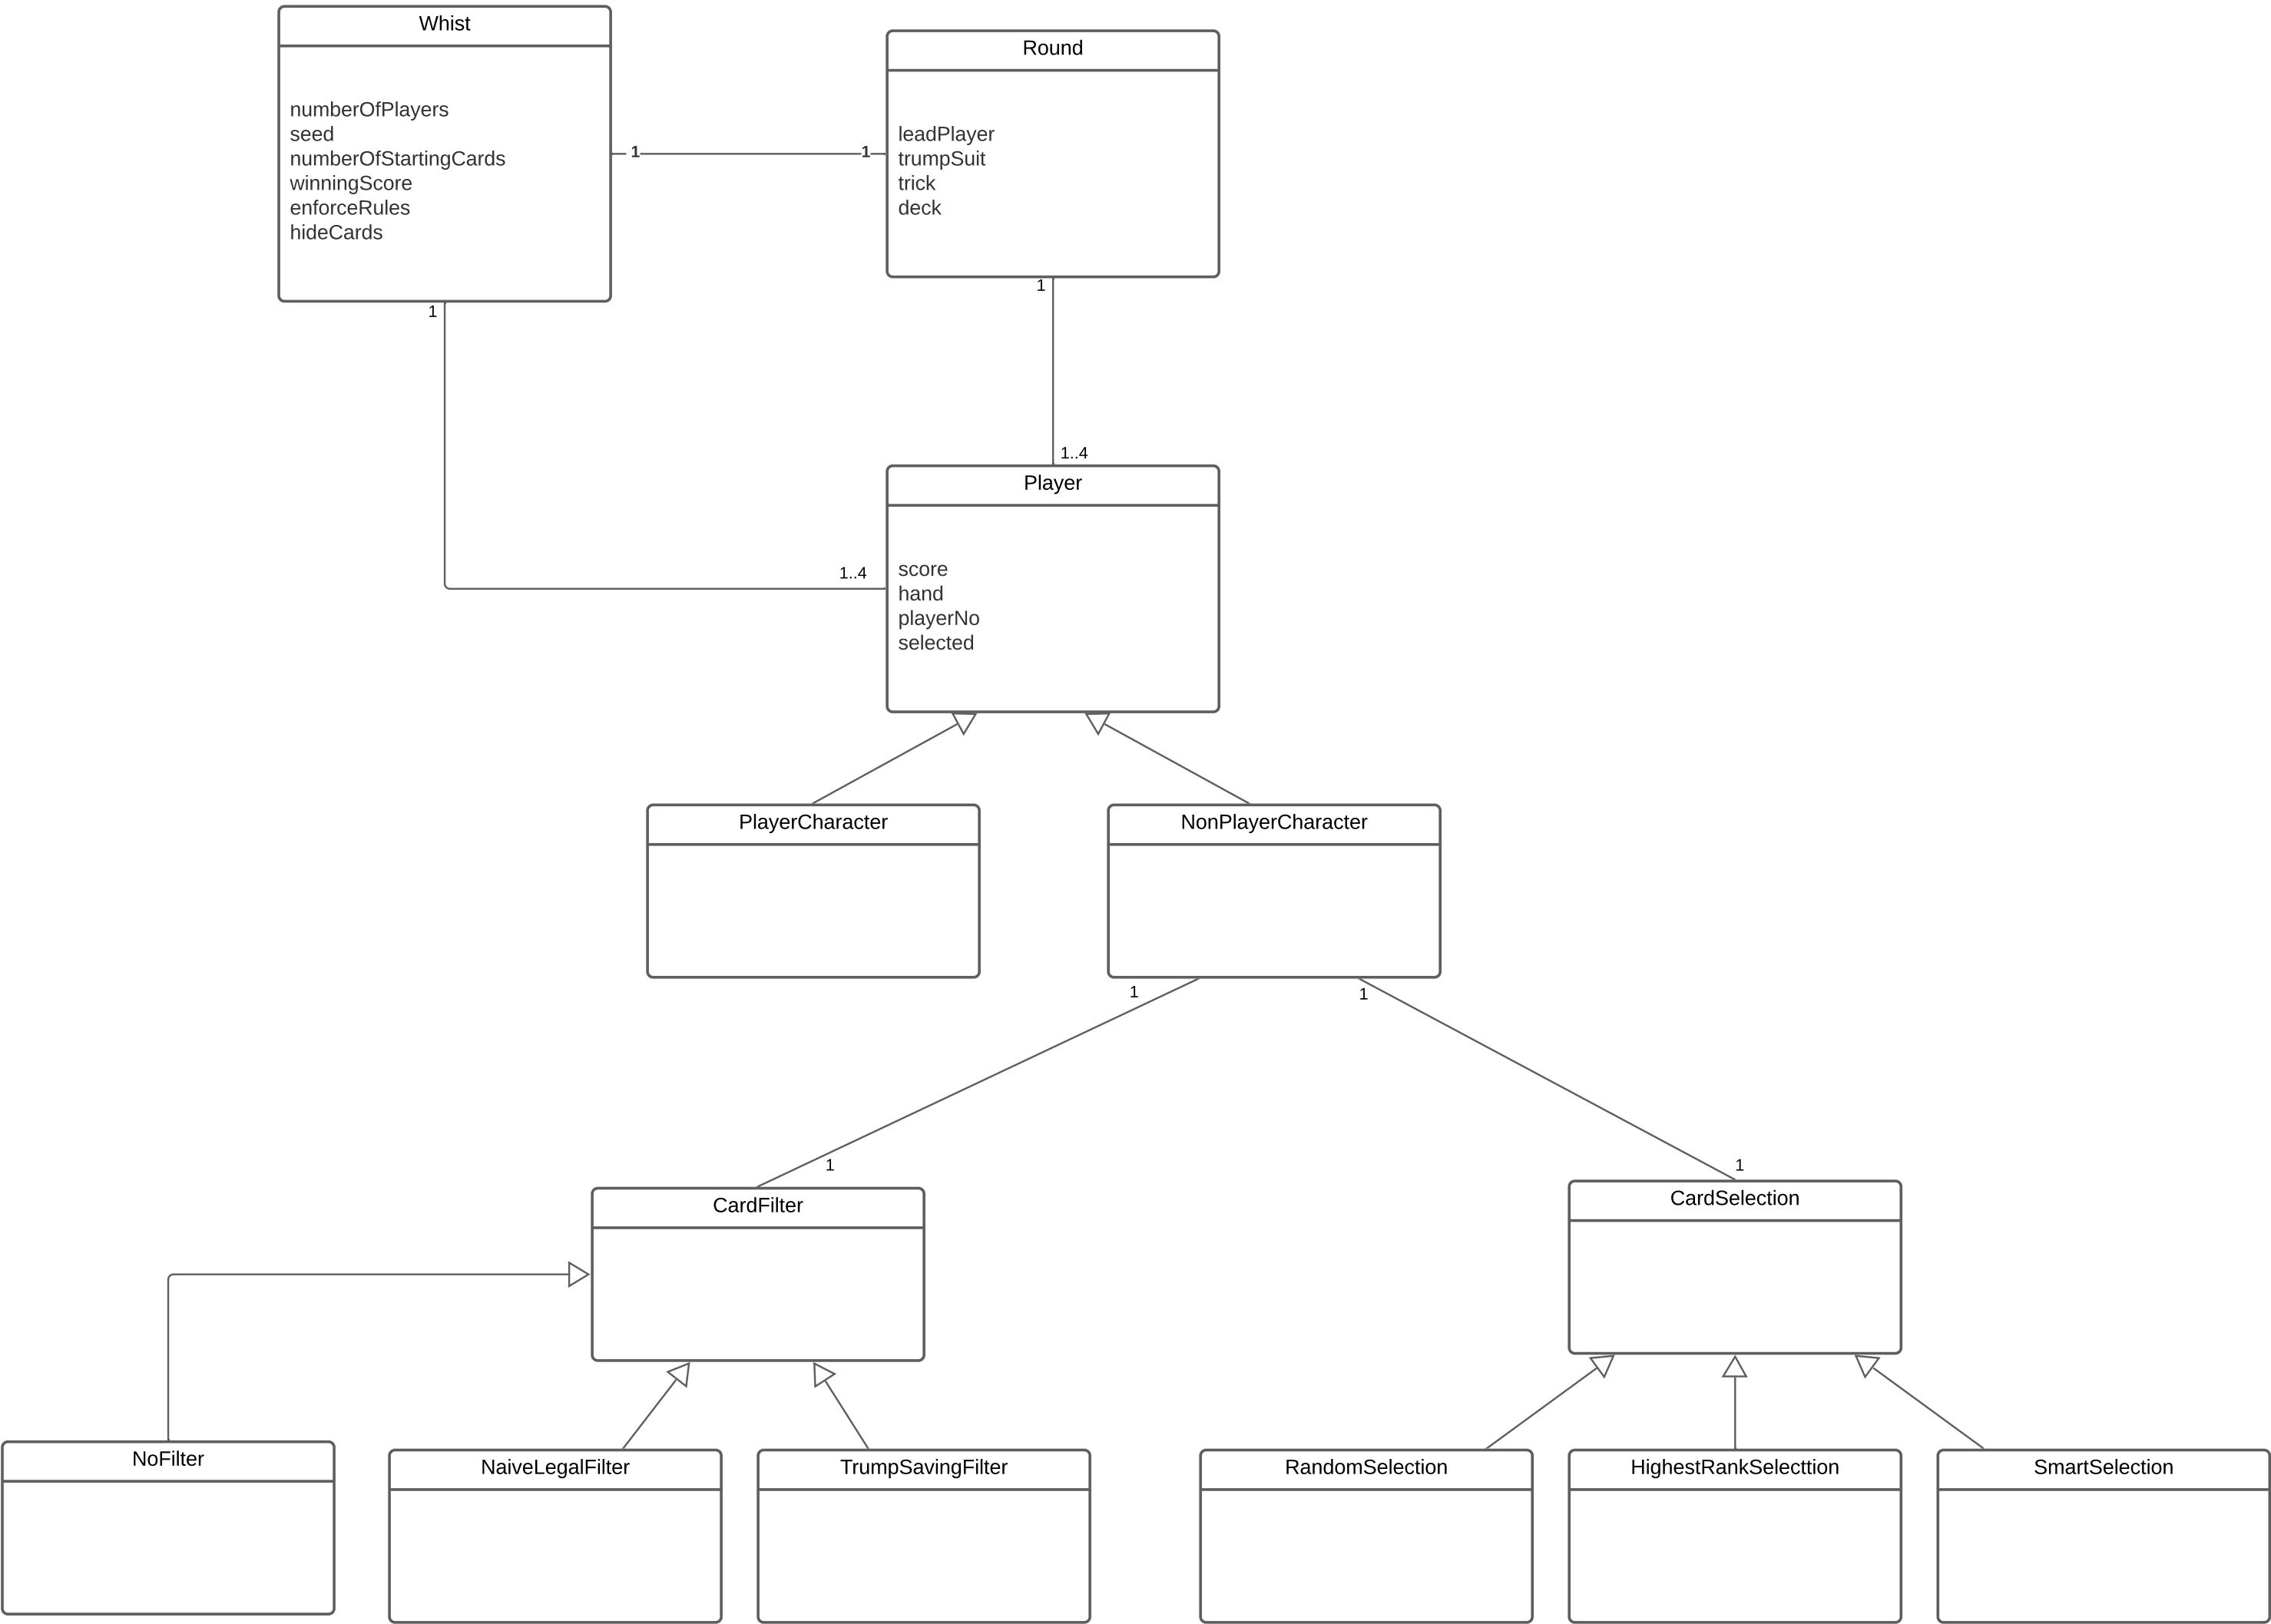 Whist
numberOfPlayers
seed
numberOfStartingCards
winningScore
enforceRules
hideCards
1
1
Round
leadPlayer
trumpSuit
trick
deck
1
1
1..4
1..4
Player
score
hand
playerNo
selected
PlayerCharacter
NonPlayerCharacter
1
1
1
1
CardFilter
CardSelection
NoFilter
NaiveLegalFilter
TrumpSavingFilter
RandomSelection
HighestRankSelecttion
SmartSelection